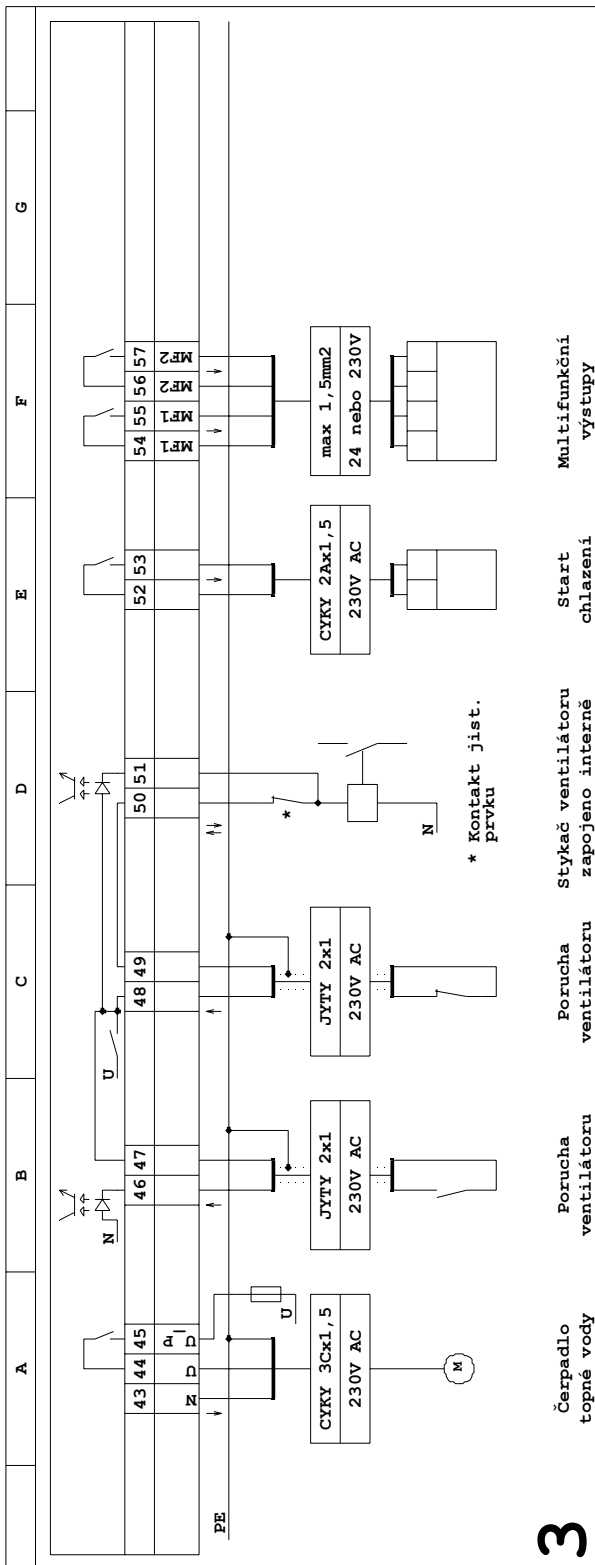 A
B
C
D
E
F
G
43 44 45
N U U_P
46 47
48 49
50 51
52 53
54 55 56 57
MF1 MF1 MF2 MF2
N
U
PE
U
*
N
* Kontakt jist.
prvku
CYKY 3Cx1,5
230V AC
JYTY 2x1
230V AC
JYTY 2x1
230V AC
CYKY 2Ax1,5
230V AC
max 1,5mm2
24 nebo 230V
M
Čerpadlo
topné vody
Porucha
ventilátoru
Porucha
ventilátoru
Stykač ventilátoru
zapojeno interně
Start
chlazení
Multifunkční
výstupy
3